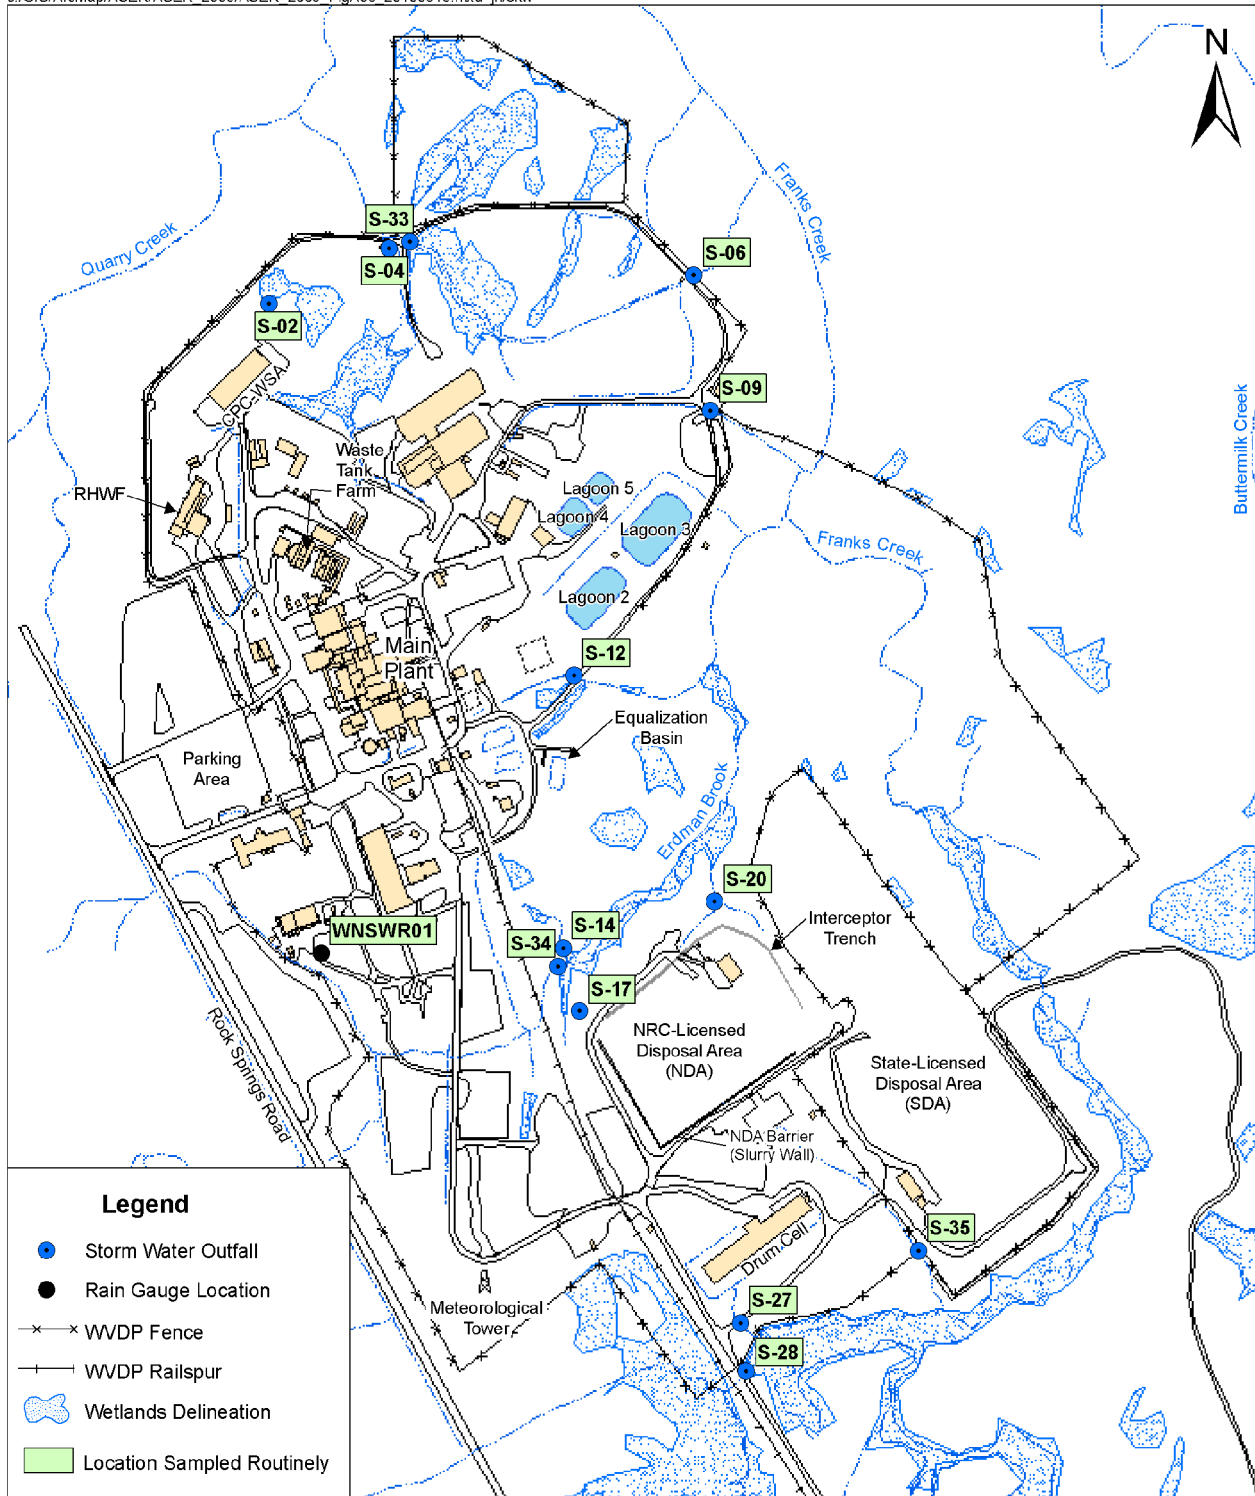 N
Franks Creek
Quarry Creek
S-33
S-04
S-06
S-02
S-09
CPC-WSA
Buttermilk Creek
Waste
Tank
Farm
RHWF
Lagoon 5
Lagoon 4
Lagoon 3
Franks Creek
Lagoon 2
Main
Plant
S-12
Equalization
Basin
Parking
Area
Erdman Brook
S-20
Interceptor
Trench
WNSWR01
S-14
S-34
S-17
NRC-Licensed
Disposal Area
(NDA)
State-Licensed
Disposal Area
(SDA)
Rock Springs Road
NDA Barrier
(Slurry Wall)
S-35
Drum Cell
Meteorological
Tower
S-27
S-28
Legend
Storm Water Outfall
Rain Gauge Location
WVDP Fence
WVDP Railspur
Wetlands Delineation
Location Sampled Routinely